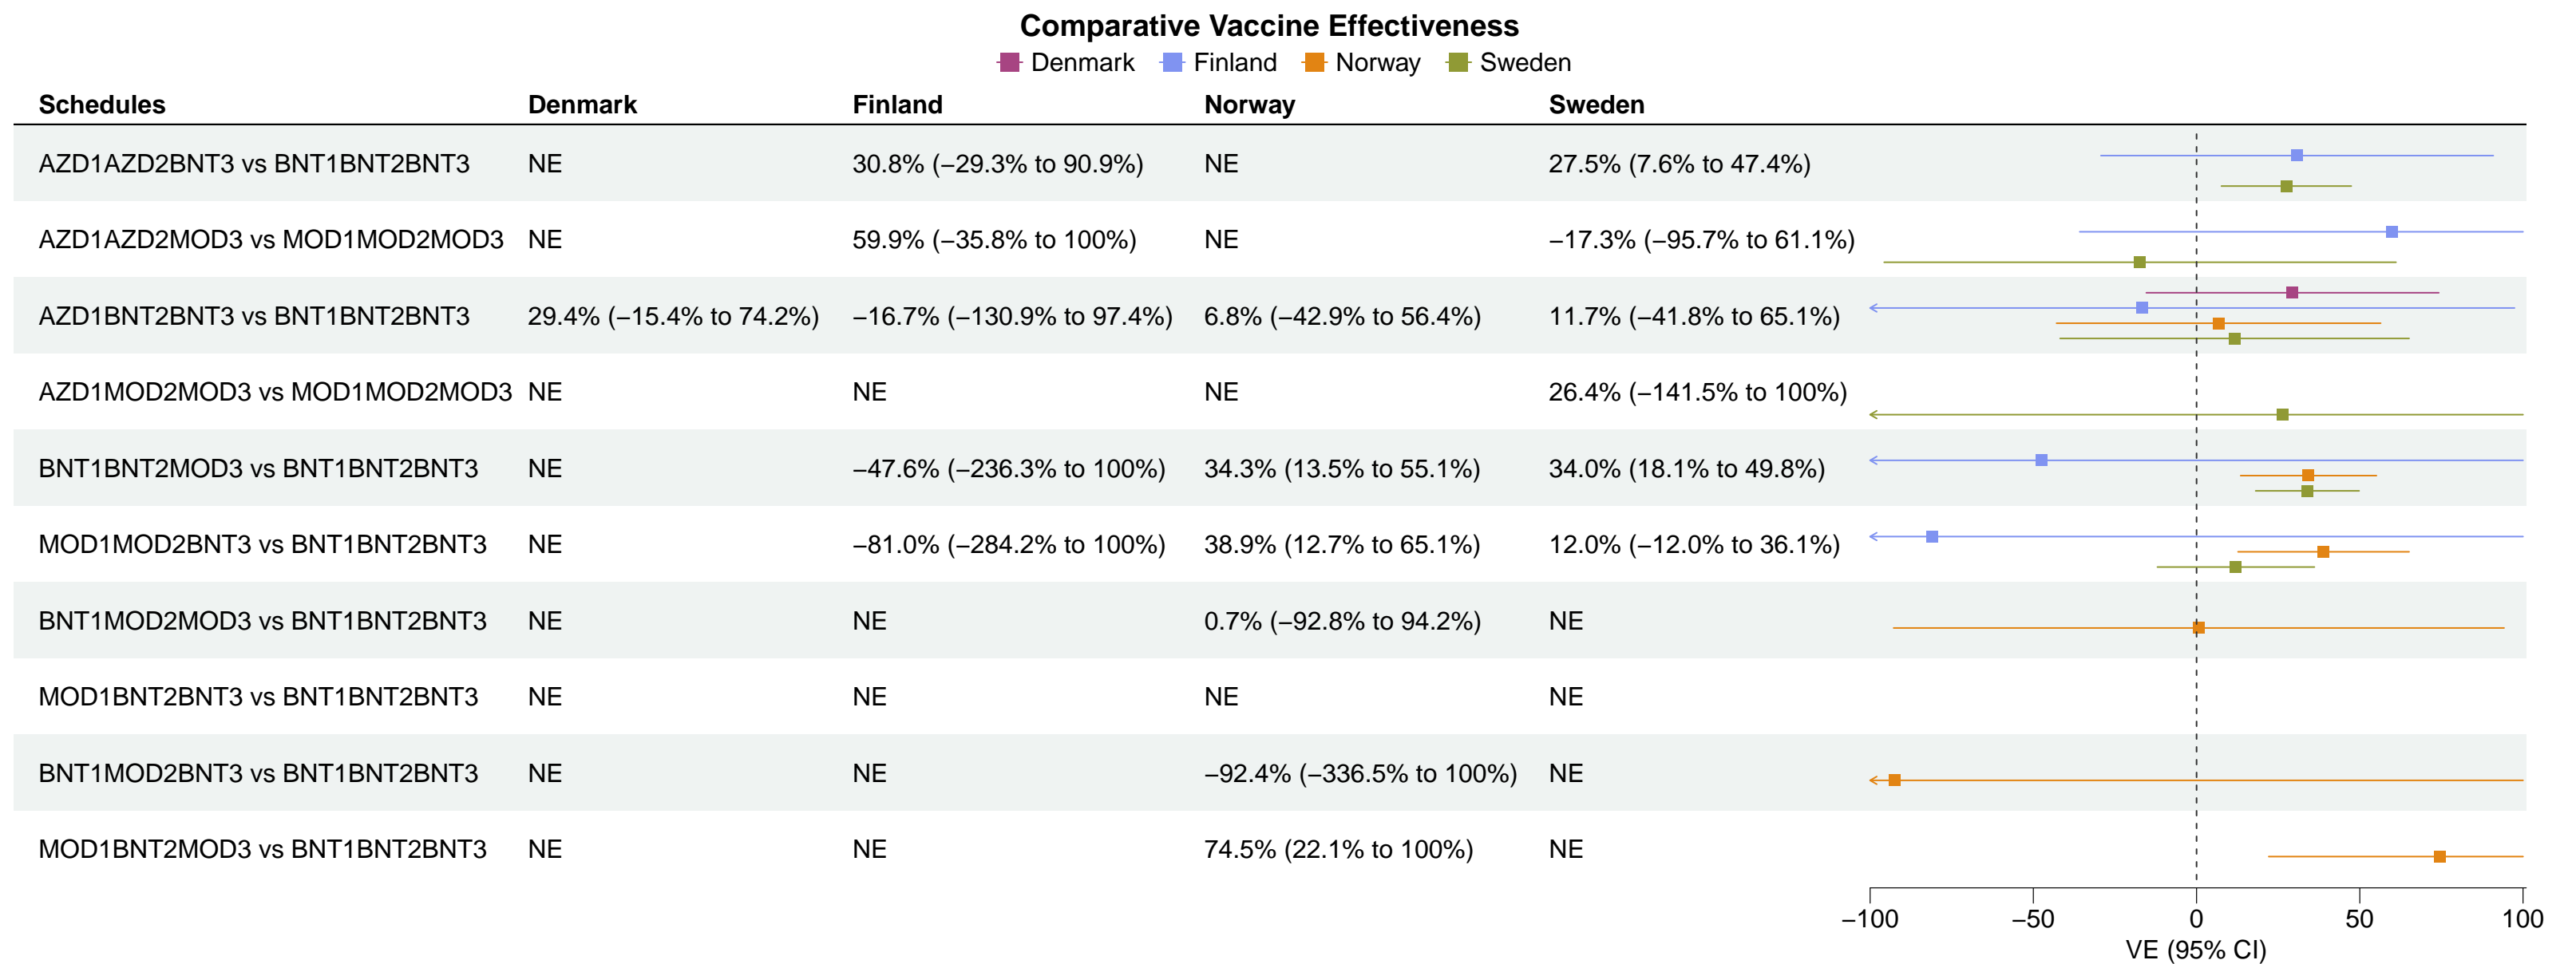 Comparative Vaccine Effectiveness
Denmark Finland Norway Sweden
Schedules Denmark Finland Norway Sweden
AZD1AZD2BNT3 vs BNT1BNT2BNT3 NE 30.8% (−29.3% to 90.9%) NE 27.5% (7.6% to 47.4%)
AZD1AZD2MOD3 vs MOD1MOD2MOD3 NE 59.9% (−35.8% to 100%) NE −17.3% (−95.7% to 61.1%)
AZD1BNT2BNT3 vs BNT1BNT2BNT3 29.4% (−15.4% to 74.2%) −16.7% (−130.9% to 97.4%) 6.8% (−42.9% to 56.4%) 11.7% (−41.8% to 65.1%)
AZD1MOD2MOD3 vs MOD1MOD2MOD3 NE NE NE 26.4% (−141.5% to 100%)
BNT1BNT2MOD3 vs BNT1BNT2BNT3 NE −47.6% (−236.3% to 100%) 34.3% (13.5% to 55.1%) 34.0% (18.1% to 49.8%)
MOD1MOD2BNT3 vs BNT1BNT2BNT3 NE −81.0% (−284.2% to 100%) 38.9% (12.7% to 65.1%) 12.0% (−12.0% to 36.1%)
BNT1MOD2MOD3 vs BNT1BNT2BNT3 NE NE 0.7% (−92.8% to 94.2%) NE
MOD1BNT2BNT3 vs BNT1BNT2BNT3 NE NE NE NE
BNT1MOD2BNT3 vs BNT1BNT2BNT3 NE NE −92.4% (−336.5% to 100%) NE
MOD1BNT2MOD3 vs BNT1BNT2BNT3 NE NE 74.5% (22.1% to 100%) NE
−100 −50 0 50 100
VE (95% CI)